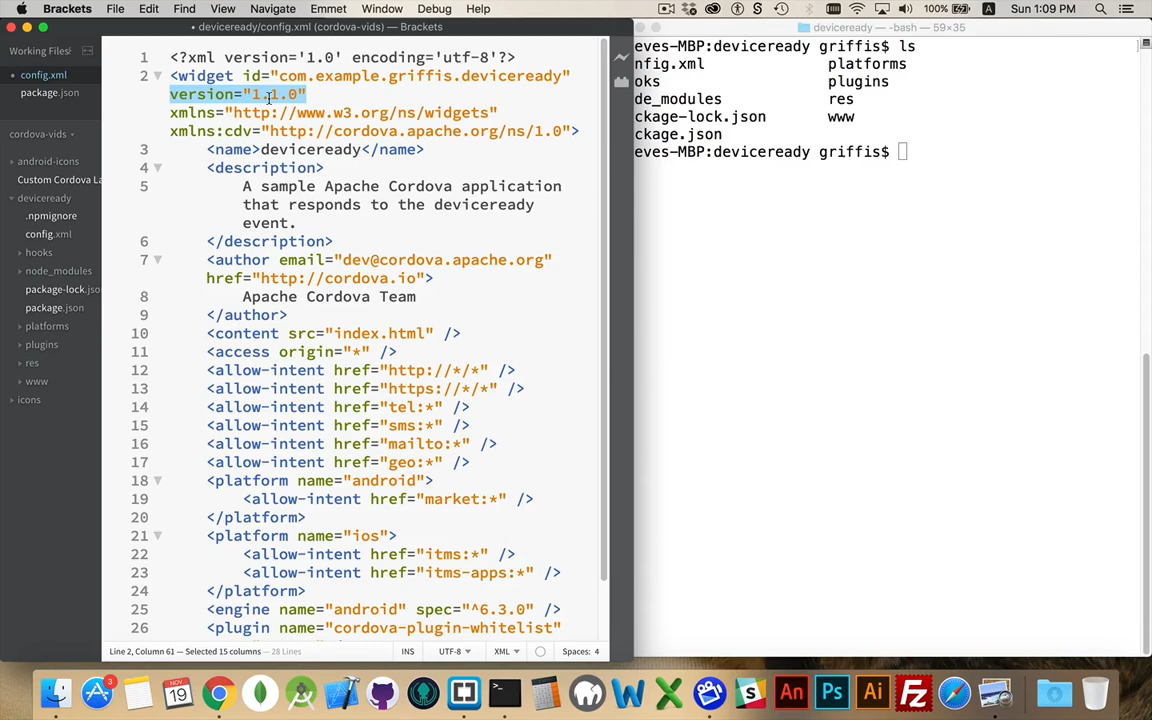 Brackets File Edit Find View Navigate Emmet Window Debug Help 100% A Sun 1:09 PM
• deviceready/config.xml (cordova-vids) — Brackets
deviceready — -bash — 59×35
Working Files
config.xml
package.json
cordova-vids
android-icons
Custom Cordova La
deviceready
.npmignore
config.xml
hooks
node_modules
package-lock.jso
package.json
platforms
plugins
res
www
icons
1 <?xml version='1.0' encoding='utf-8'?>
2 <widget id="com.example.griffis.deviceready"
version="1.1.0"
xmlns="http://www.w3.org/ns/widgets"
xmlns:cdv="http://cordova.apache.org/ns/1.0">
3 <name>deviceready</name>
4 <description>
5 A sample Apache Cordova application
that responds to the deviceready
event.
6 </description>
7 <author email="dev@cordova.apache.org"
href="http://cordova.io">
8 Apache Cordova Team
9 </author>
10 <content src="index.html" />
11 <access origin="*" />
12 <allow-intent href="http://*/*" />
13 <allow-intent href="https://*/*" />
14 <allow-intent href="tel:*" />
15 <allow-intent href="sms:*" />
16 <allow-intent href="mailto:*" />
17 <allow-intent href="geo:*" />
18 <platform name="android">
19 <allow-intent href="market:*" />
20 </platform>
21 <platform name="ios">
22 <allow-intent href="itms:*" />
23 <allow-intent href="itms-apps:*" />
24 </platform>
25 <engine name="android" spec="^6.3.0" />
26 <plugin name="cordova-plugin-whitelist"
Line 2, Column 61 — Selected 15 columns — 28 Lines INS UTF-8 XML Spaces: 4
eves-MBP:deviceready griffis$ ls
nfig.xml platforms
oks plugins
de_modules res
ckage-lock.json www
ckage.json
eves-MBP:deviceready griffis$
3
NOV
19
W
X
S
An
Ps
Ai
FZ